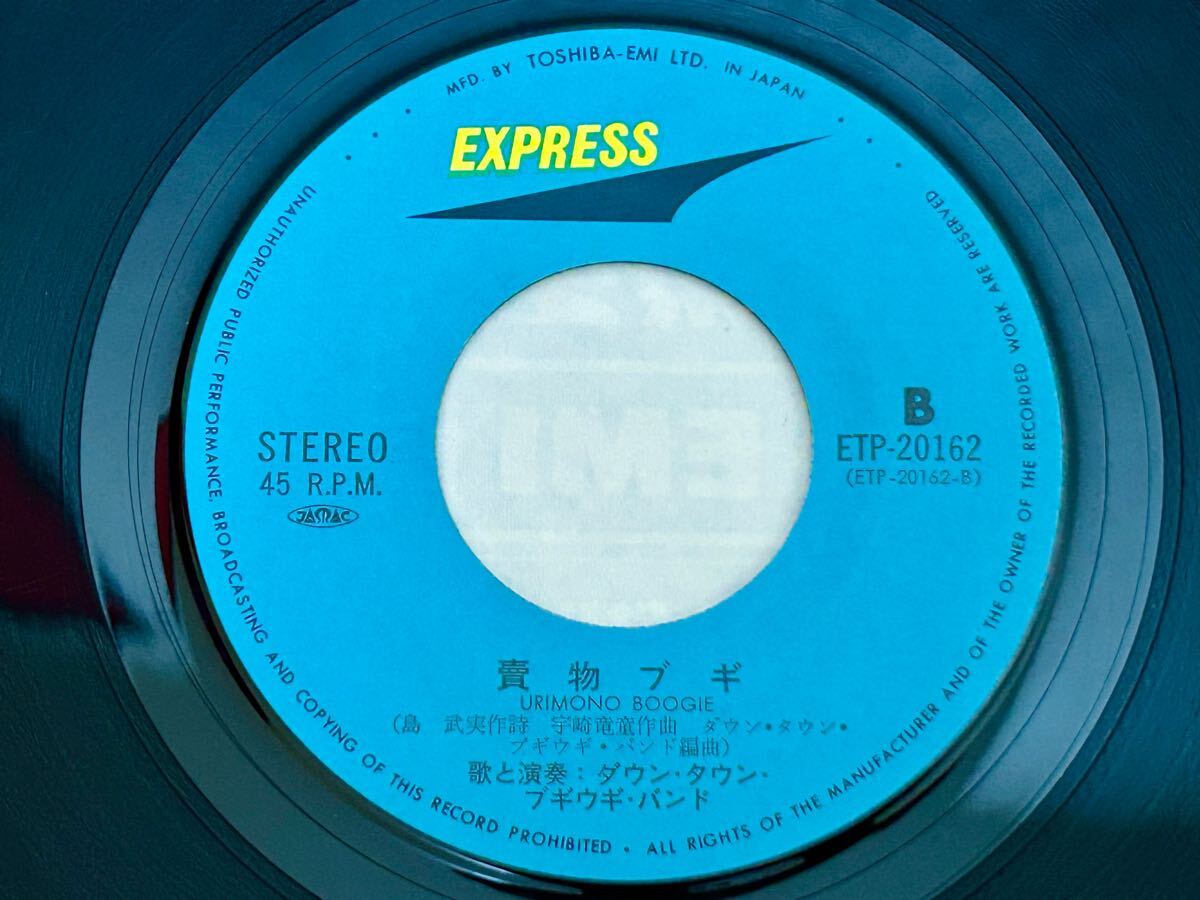 MFD. BY TOSHIBA-EMI LTD. IN JAPAN
EXPRESS
UNAUTHORIZED PUBLIC PERFORMANCE, BROADCASTING AND COPYING OF THIS RECORD PROHIBITED • ALL RIGHTS OF THE MANUFACTURER AND OF THE OWNER OF THE RECORDED WORK ARE RESERVED
STEREO
45 R.P.M.
JASRAC
B
ETP-20162
(ETP-20162-B)
賣物ブギ
URIMONO BOOGIE
(島 武実作詩 宇崎竜童作曲 ダウン・タウン・
ブギウギ・バンド編曲)
歌と演奏:ダウン・タウン・
ブギウギ・バンド